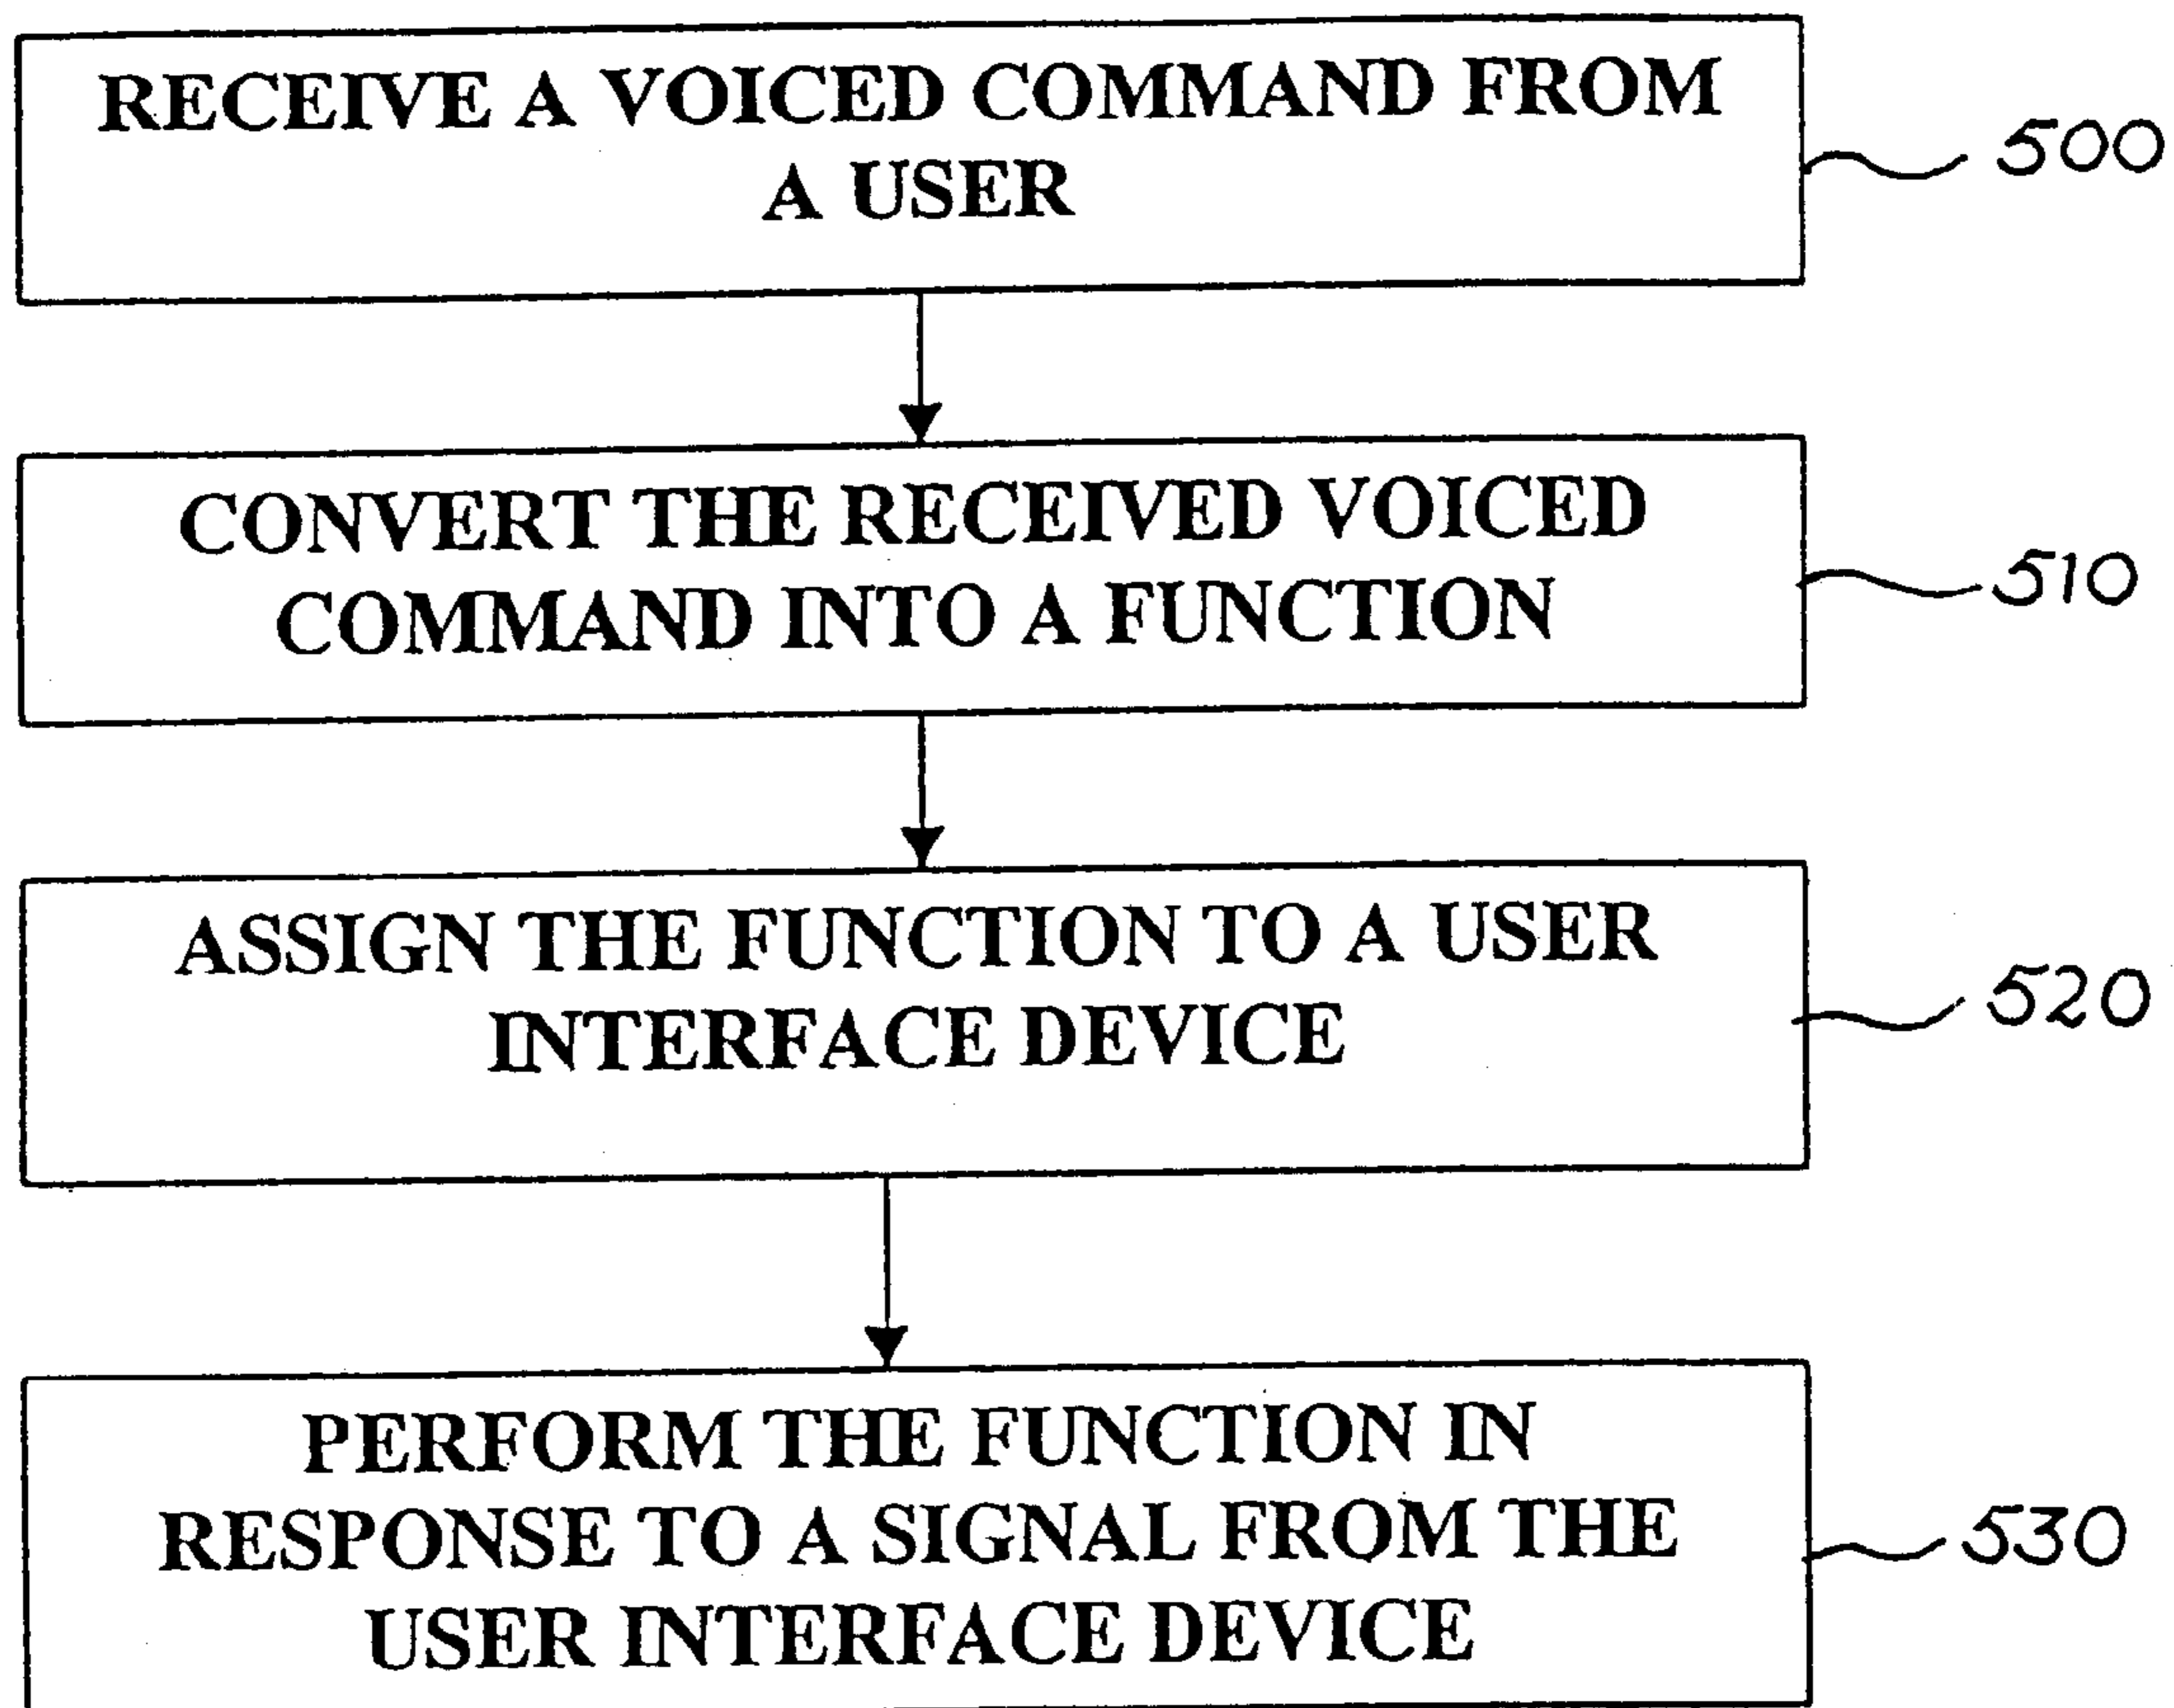 RECEIVE A VOICED COMMAND FROM
A USER
500
CONVERT THE RECEIVED VOICED
COMMAND INTO A FUNCTION
510
ASSIGN THE FUNCTION TO A USER
INTERFACE DEVICE
520
PERFORM THE FUNCTION IN
RESPONSE TO A SIGNAL FROM THE
USER INTERFACE DEVICE
530